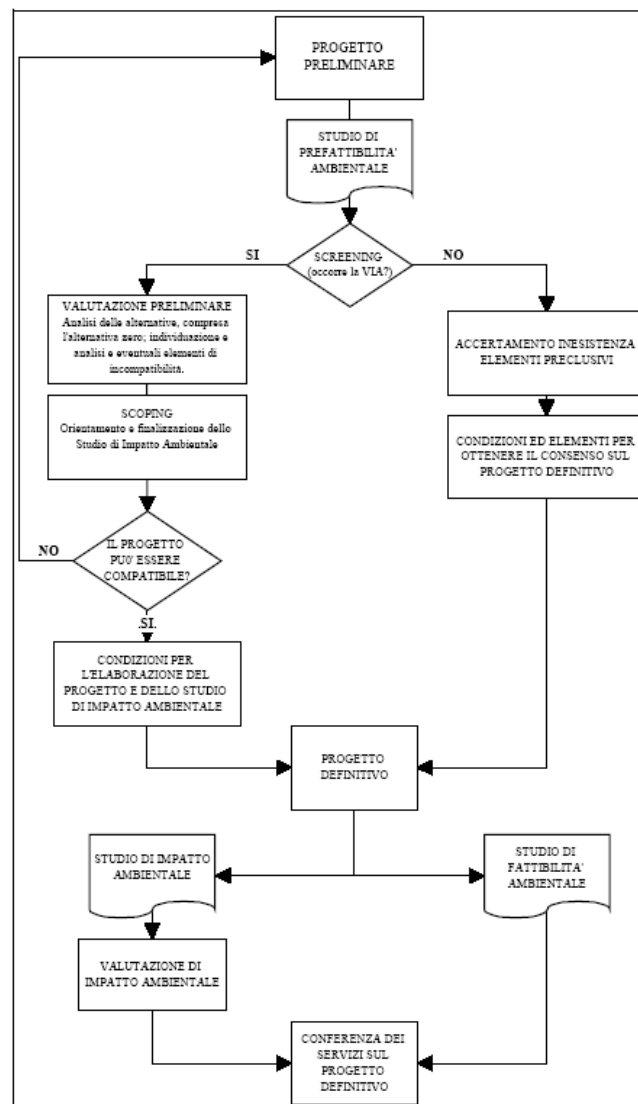 PROGETTO
PRELIMINARE
STUDIO DI
PREFATTIBILITA'
AMBIENTALE
SCREENING
(occorre la VIA?)
SI
NO
VALUTAZIONE PRELIMINARE
Analisi delle alternative, compresa
l'alternativa zero; individuazione e
analisi e eventuali elementi di
incompatibilità.
ACCERTAMENTO INESISTENZA
ELEMENTI PRECLUSIVI
SCOPING
Orientamento e finalizzazione dello
Studio di Impatto Ambientale
CONDIZIONI ED ELEMENTI PER
OTTENERE IL CONSENSO SUL
PROGETTO DEFINITIVO
NO
IL PROGETTO
PU0' ESSERE
COMPATIBILE?
.SI.
CONDIZIONI PER
L'ELABORAZIONE DEL
PROGETTO E DELLO STUDIO
DI IMPATTO AMBIENTALE
PROGETTO
DEFINITIVO
STUDIO DI IMPATTO
AMBIENTALE
STUDIO DI
FATTIBILITA'
AMBIENTALE
VALUTAZIONE DI
IMPATTO AMBIENTALE
CONFERENZA DEI
SERVIZI SUL
PROGETTO
DEFINITIVO